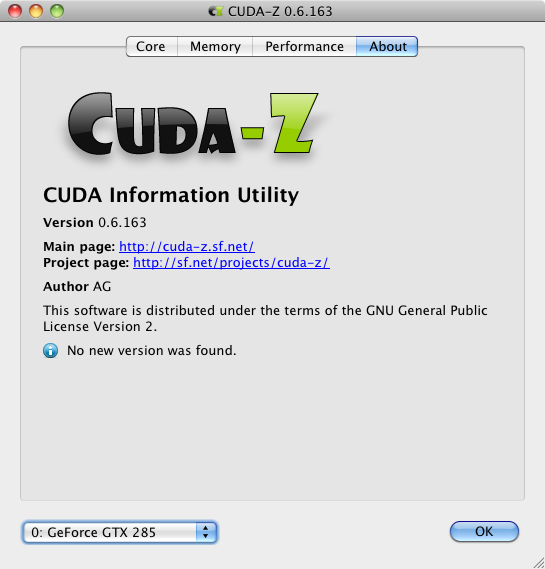 CUDA-Z 0.6.163
Core Memory Performance About
CUDA-Z
CUDA Information Utility
Version 0.6.163
Main page: http://cuda-z.sf.net/
Project page: http://sf.net/projects/cuda-z/
Author AG
This software is distributed under the terms of the GNU General Public
License Version 2.
No new version was found.
0: GeForce GTX 285 OK